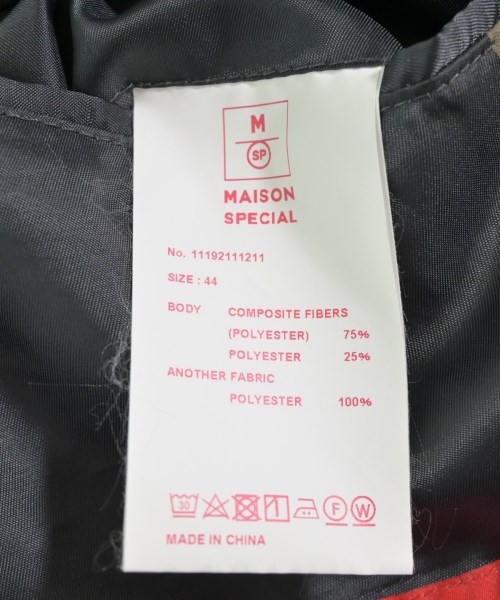 M
SP
MAISON
SPECIAL
No. 11192111211
SIZE : 44
BODY COMPOSITE FIBERS
(POLYESTER) 75%
POLYESTER 25%
ANOTHER FABRIC
POLYESTER 100%
30 1 F W
MADE IN CHINA